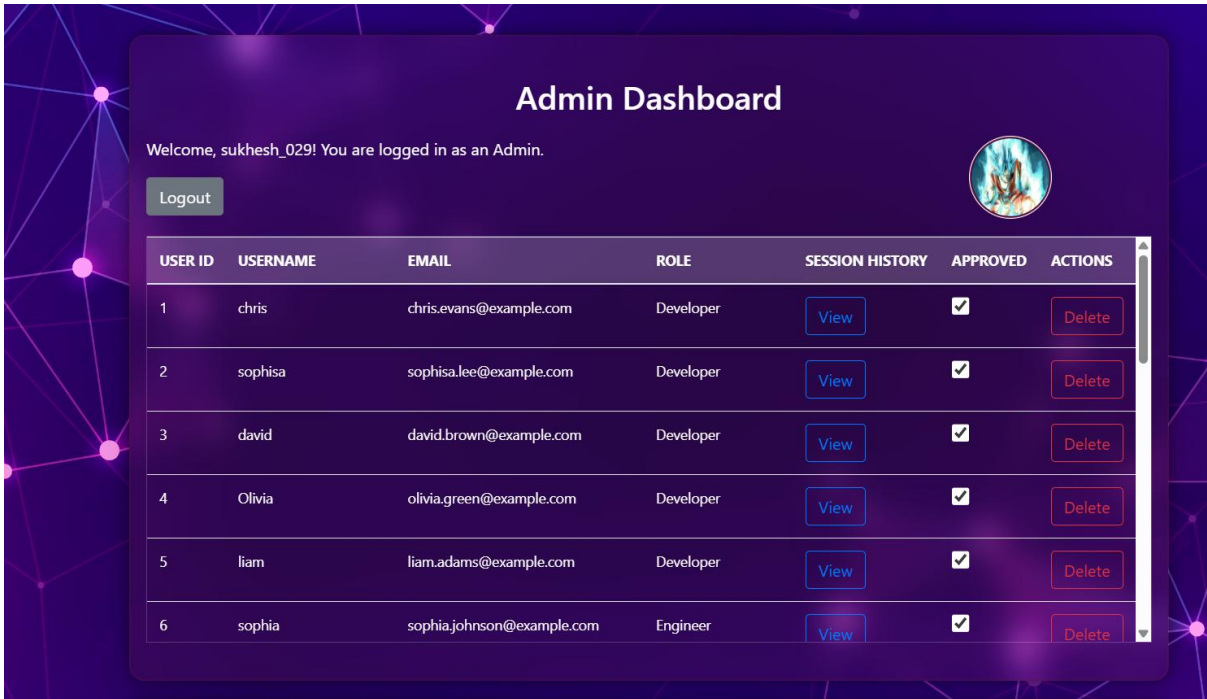 Admin Dashboard
Welcome, sukhesh_029! You are logged in as an Admin.
Logout
USER ID USERNAME EMAIL ROLE SESSION HISTORY APPROVED ACTIONS
1 chris chris.evans@example.com Developer View Delete
2 sophisa sophisa.lee@example.com Developer View Delete
3 david david.brown@example.com Developer View Delete
4 Olivia olivia.green@example.com Developer View Delete
5 liam liam.adams@example.com Developer View Delete
6 sophia sophia.johnson@example.com Engineer View Delete